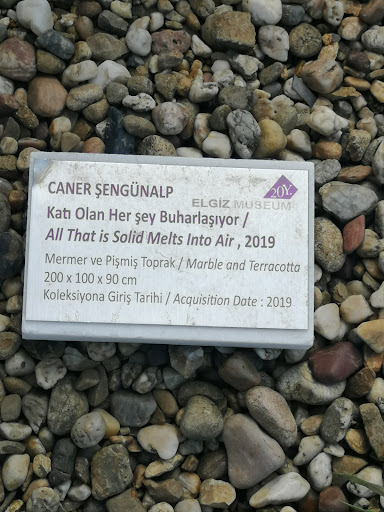 CANER ŞENGÜNALP
20Y.
ELGİZ MUSEUM
Katı Olan Her şey Buharlaşıyor /
All That is Solid Melts Into Air , 2019
Mermer ve Pişmiş Toprak / Marble and Terracotta
200 x 100 x 90 cm
Koleksiyona Giriş Tarihi / Acquisition Date : 2019